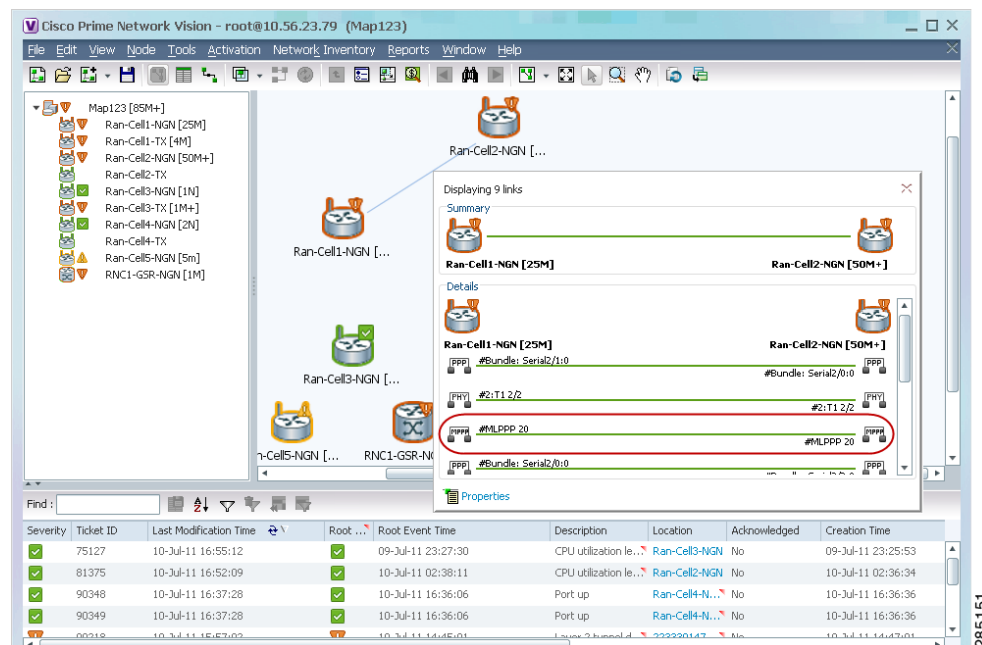 Cisco Prime Network Vision - root@10.56.23.79 (Map123)
File Edit View Node Tools Activation Network Inventory Reports Window Help
Map123 [85M+]
Ran-Cell1-NGN [25M]
Ran-Cell1-TX [4M]
Ran-Cell2-NGN [50M+]
Ran-Cell2-TX
Ran-Cell3-NGN [1N]
Ran-Cell3-TX [1M+]
Ran-Cell4-NGN [2N]
Ran-Cell4-TX
Ran-Cell5-NGN [5m]
RNC1-GSR-NGN [1M]
Ran-Cell2-NGN [...
Ran-Cell1-NGN [...
Ran-Cell3-NGN [...
n-Cell5-NGN [...
RNC1-GSR-NG
Displaying 9 links
Summary
Ran-Cell1-NGN [25M]
Ran-Cell2-NGN [50M+]
Details
Ran-Cell1-NGN [25M]
Ran-Cell2-NGN [50M+]
PPP #Bundle: Serial2/1:0 PPP
#Bundle: Serial2/0:0
PHY #2:T1 2/2 PHY
#2:T1 2/2
MPPP #MLPPP 20 MPPP
#MLPPP 20
PPP #Bundle: Serial2/0:0 PPP
Properties
Find :
Severity Ticket ID Last Modification Time Root ... Root Event Time Description Location Acknowledged Creation Time
75127 10-Jul-11 16:55:12 09-Jul-11 23:27:30 CPU utilization le... Ran-Cell3-NGN No 09-Jul-11 23:25:53
81375 10-Jul-11 16:52:09 10-Jul-11 02:38:11 CPU utilization le... Ran-Cell2-NGN No 10-Jul-11 02:36:34
90348 10-Jul-11 16:37:28 10-Jul-11 16:36:06 Port up Ran-Cell4-N... No 10-Jul-11 16:36:36
90349 10-Jul-11 16:37:28 10-Jul-11 16:36:06 Port up Ran-Cell4-N... No 10-Jul-11 16:36:36
285151